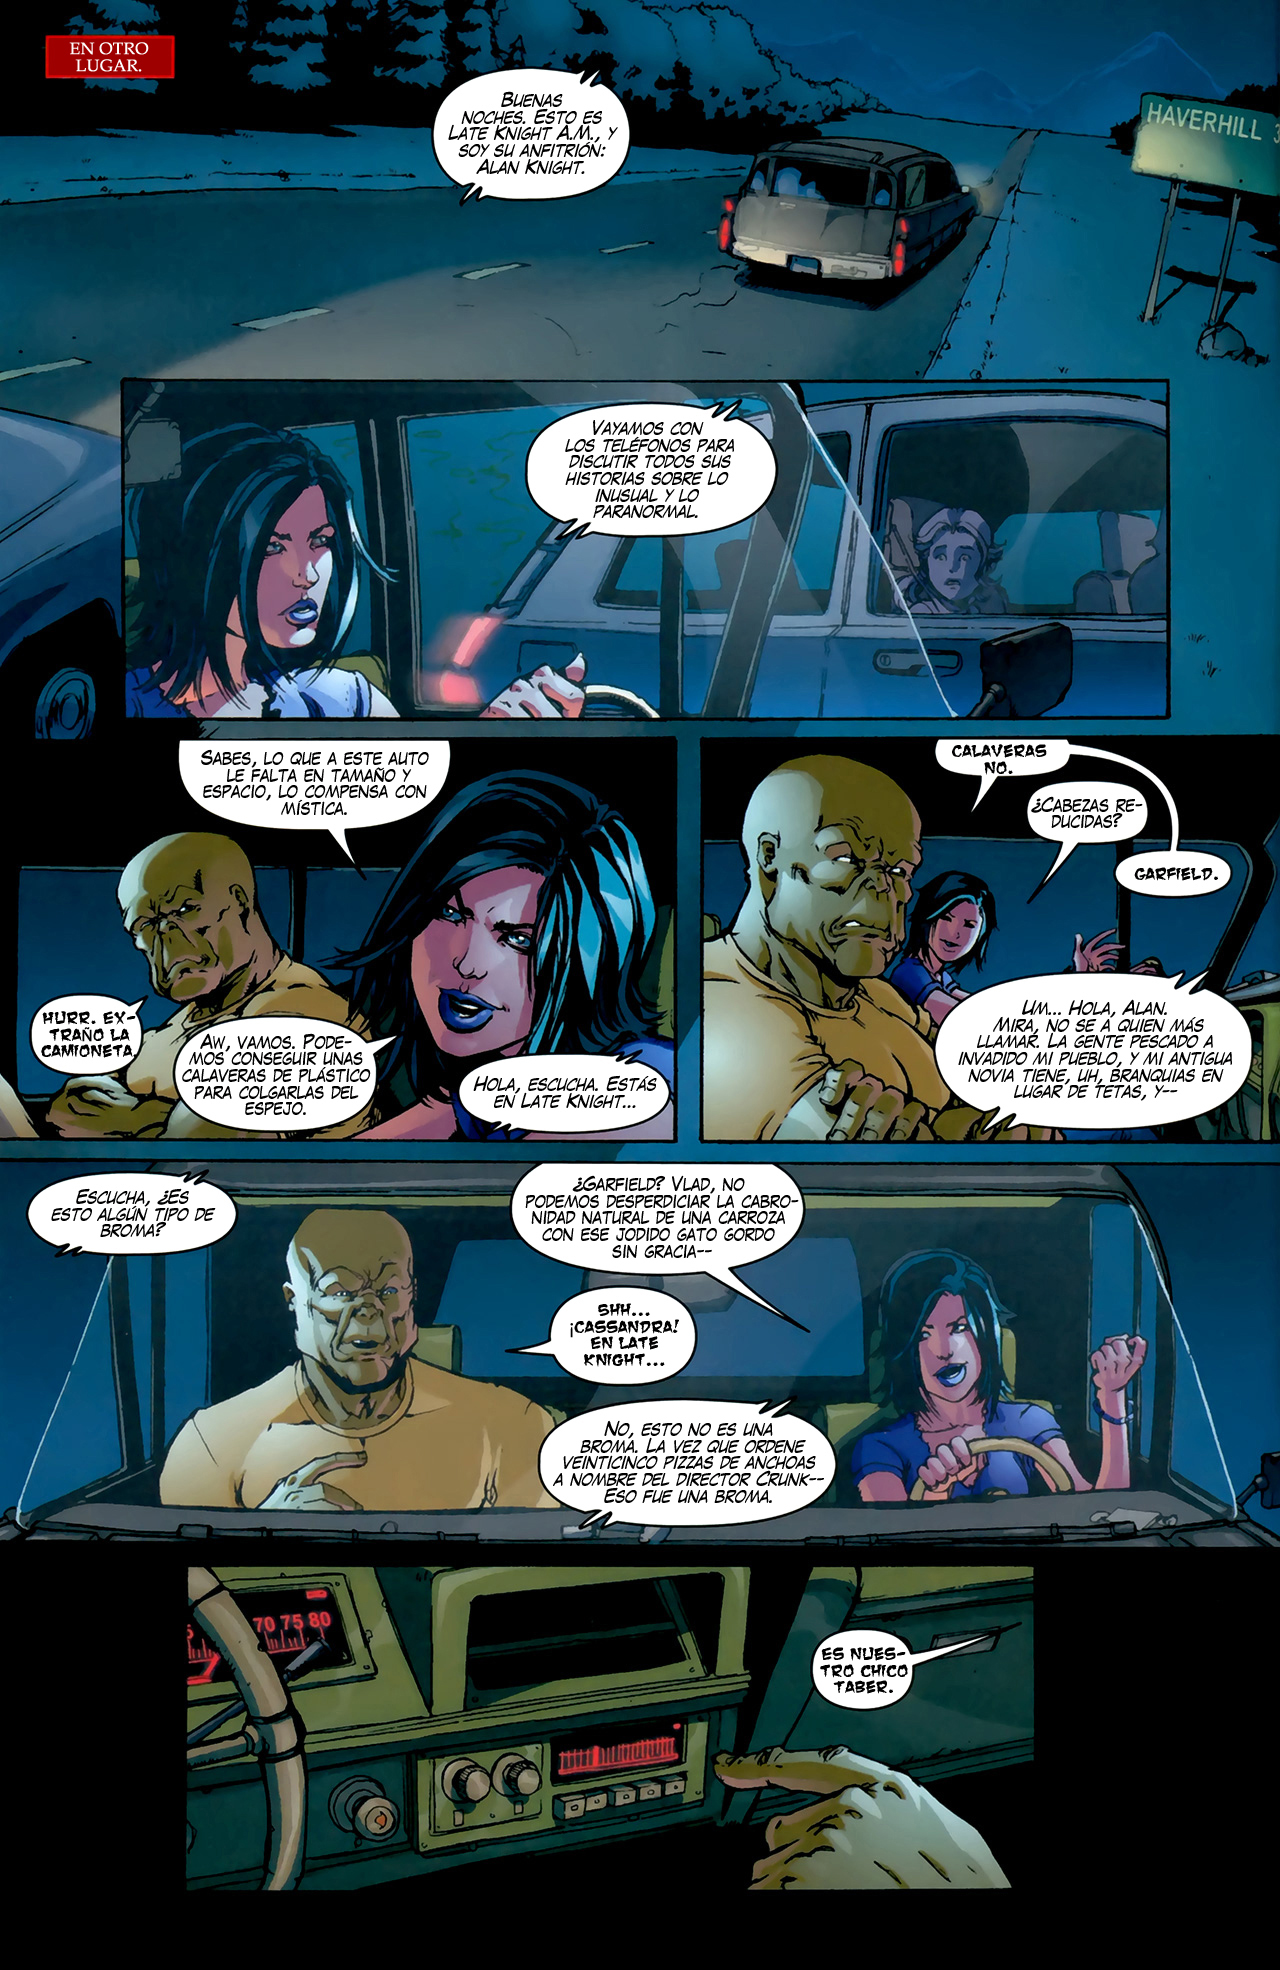 EN OTRO
LUGAR.
BUENAS
NOCHES. ESTO ES
LATE KNIGHT A.M., Y
SOY SU ANFITRIÓN:
ALAN KNIGHT.
HAVERHILL 3
VAYAMOS CON
LOS TELÉFONOS PARA
DISCUTIR TODOS SUS
HISTORIAS SOBRE LO
INUSUAL Y LO
PARANORMAL.
SABES, LO QUE A ESTE AUTO
LE FALTA EN TAMAÑO Y
ESPACIO, LO COMPENSA CON
MÍSTICA.
HURR. EX-
TRAÑO LA
CAMIONETA.
AW, VAMOS. PODE-
MOS CONSEGUIR UNAS
CALAVERAS DE PLÁSTICO
PARA COLGARLAS DEL
ESPEJO.
HOLA, ESCUCHA. ESTÁS
EN LATE KNIGHT...
CALAVERAS
NO.
¿CABEZAS RE-
DUCIDAS?
GARFIELD.
UM... HOLA, ALAN.
MIRA, NO SE A QUIEN MÁS
LLAMAR. LA GENTE PESCADO A
INVADIDO MI PUEBLO, Y MI ANTIGUA
NOVIA TIENE, UH, BRANQUIAS EN
LUGAR DE TETAS, Y--
ESCUCHA, ¿ES
ESTO ALGÚN TIPO DE
BROMA?
¿GARFIELD? VLAD, NO
PODEMOS DESPERDICIAR LA CABRO-
NIDAD NATURAL DE UNA CARROZA
CON ESE JODIDO GATO GORDO
SIN GRACIA--
SHH...
¡CASSANDRA!
EN LATE
KNIGHT...
NO, ESTO NO ES UNA
BROMA. LA VEZ QUE ORDENE
VEINTICINCO PIZZAS DE ANCHOAS
A NOMBRE DEL DIRECTOR CRUNK--
ESO FUE UNA BROMA.
70 75 80
ES NUES-
TRO CHICO
TABER.